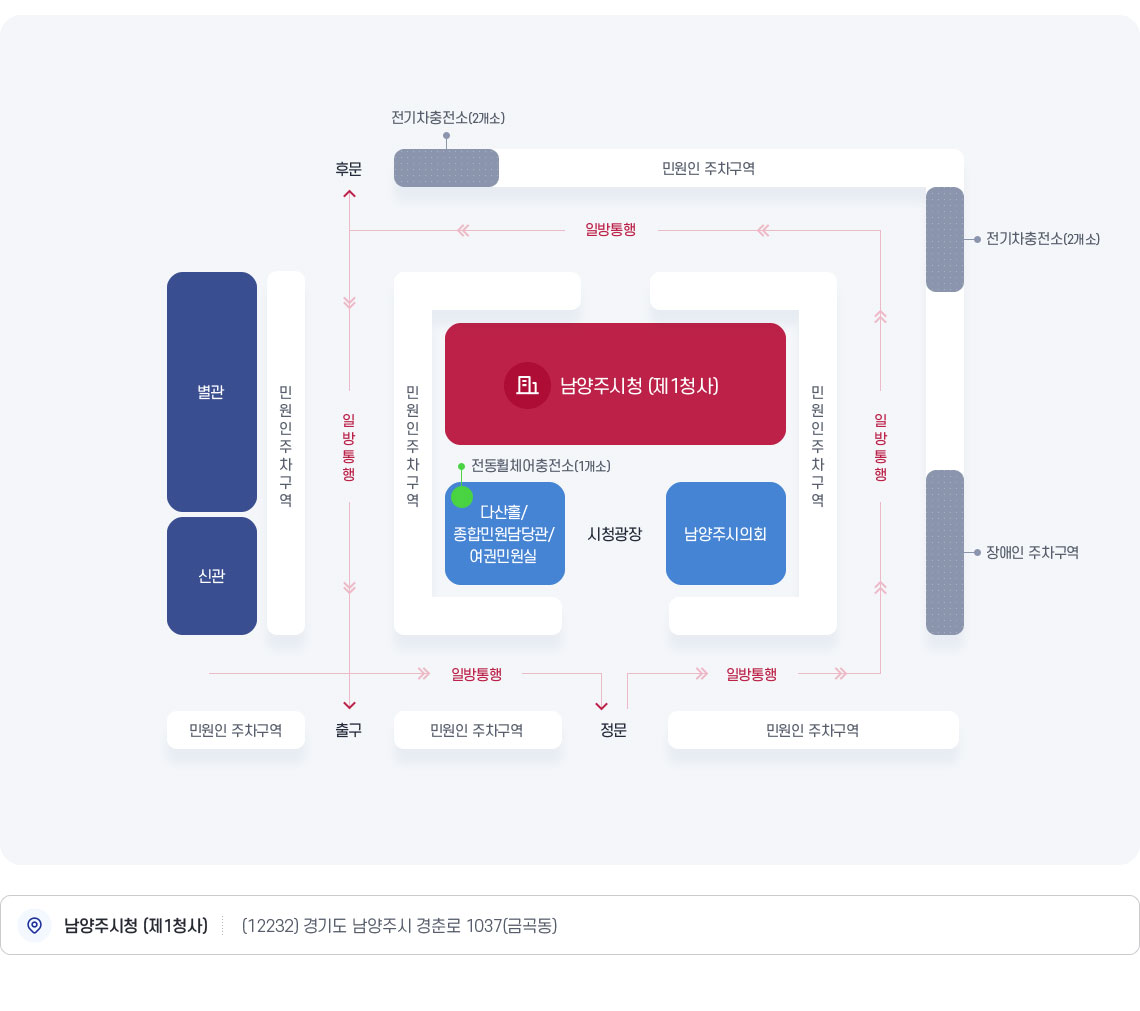 전기차충전소(2개소)
후문
민원인 주차구역
일방통행
전기차충전소(2개소)
별관
민원인주차구역
일방통행
민원인주차구역
남양주시청 (제1청사)
민원인주차구역
일방통행
전동휠체어충전소(1개소)
다산홀/
종합민원담당관/
여권민원실
시청광장
남양주시의회
장애인 주차구역
신관
일방통행
일방통행
민원인 주차구역
출구
민원인 주차구역
정문
민원인 주차구역
남양주시청 (제1청사)
(12232) 경기도 남양주시 경춘로 1037(금곡동)